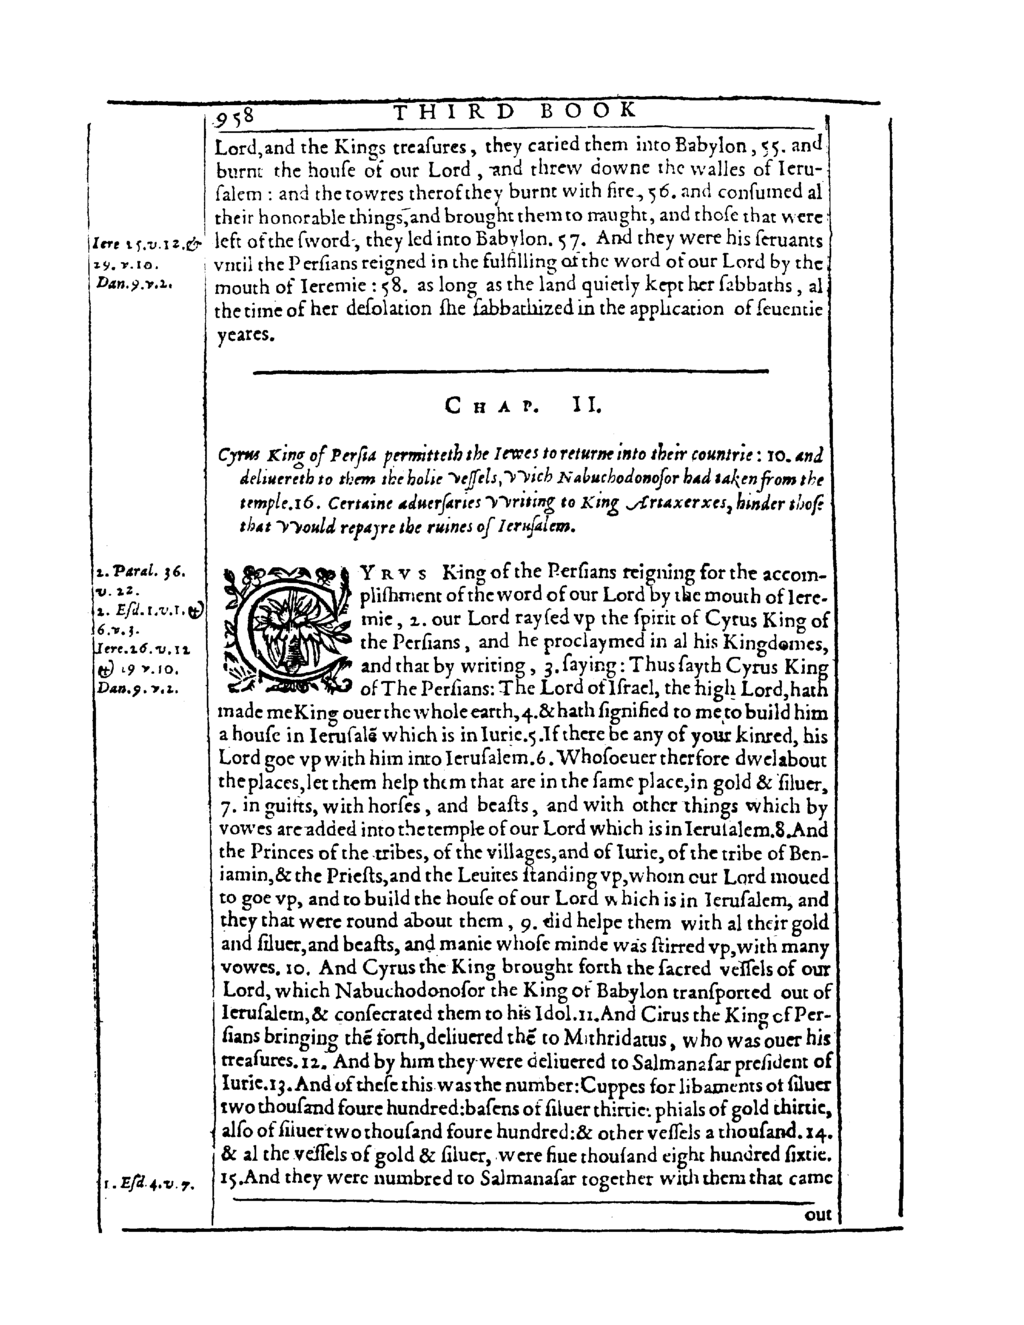 958 THIRD BOOK
Lord,and the Kings treaſures, they caried them into Babylon, 55. and
burnt the houſe of our Lord, and threw downe the walles of Ieru-
ſalem : and the towres therof they burnt with fire, 56. and conſumed al
their honorable things, and brought them to naught, and thoſe that were
Iere 25.v.12.& left of the ſword, they led into Babylon. 57. And they were his ſeruants
29. v.10. vntil the Perſians reigned in the fulfilling of the word of our Lord by the
Dan.9.v.2. mouth of Ieremie : 58. as long as the land quietly kept her ſabbaths, al
the time of her deſolation ſhe ſabbathized in the application of ſeuentie
yeares.
CHAP. II.
Cyrus King of Perſia permitteth the Iewes to returne into their countrie: 10. and
deliuereth to them the holie veſſels, vvich Nabuchodonoſor had taken from the
temple.16. Certaine aduerſaries vvriting to King Artaxerxes, hinder thoſe
that vvould repayre the ruines of Ieruſalem.
2. Paral. 36. CYRVS King of the Perſians reigning for the accom-
v. 22. pliſhment of the word of our Lord by the mouth of Iere-
1. Eſd.1.v.1.& mie, 2. our Lord rayſed vp the ſpirit of Cyrus King of
6.v.3. the Perſians, and he proclaymed in al his Kingdomes,
Iere.26.v.12 and that by writing, 3. ſaying: Thus ſayth Cyrus King
& 29 v.10.
Dan.9.v.2. of The Perſians: The Lord of Iſrael, the high Lord,hath
made me King ouer the whole earth,4.& hath ſignified to me to build him
a houſe in Ieruſalē which is in Iurie.5.If there be any of your kinred, his
Lord goe vp with him into Ieruſalem.6.Whoſoeuer therfore dwel about
the places,let them help them that are in the ſame place,in gold & ſiluer,
7. in guifts, with horſes, and beaſts, and with other things which by
vowes are added into the temple of our Lord which is in Ieruſalem.8.And
the Princes of the tribes, of the villages,and of Iurie, of the tribe of Ben-
iamin,& the Prieſts,and the Leuites ſtanding vp,whom our Lord moued
to goe vp, and to build the houſe of our Lord which is in Ieruſalem, and
they that were round about them, 9. did helpe them with al their gold
and ſiluer,and beaſts, and manie whoſe minde was ſtirred vp,with many
vowes. 10. And Cyrus the King brought forth the ſacred veſſels of our
Lord, which Nabuchodonoſor the King of Babylon tranſported out of
Ieruſalem,& conſecrated them to his Idol.11.And Cirus the King of Per-
ſians bringing thē forth,deliuered thē to Mithridatus, who was ouer his
treaſures.12. And by him they were deliuered to Salmanaſar preſident of
Iurie.13.And of theſe this was the number:Cuppes for libaments of ſiluer
two thouſand foure hundred:baſens of ſiluer thirtie: phials of gold thirtie,
alſo of ſiluer two thouſand foure hundred:& other veſſels a thouſand.14.
& al the veſſels of gold & ſiluer, were fiue thouſand eight hundred ſixtie.
1. Eſd.4.v.7. 15.And they were numbred to Salmanaſar together with them that came
out